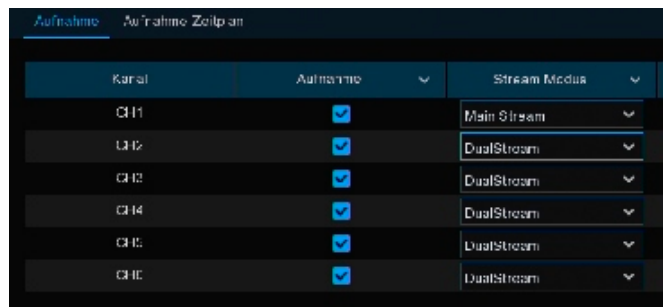 Aufnahme Aufnahme Zeitplan
Kanal Aufnahme Stream Modus
CH1 Main Stream
CH2 DualStream
CH3 DualStream
CH4 DualStream
CH5 DualStream
CH6 DualStream